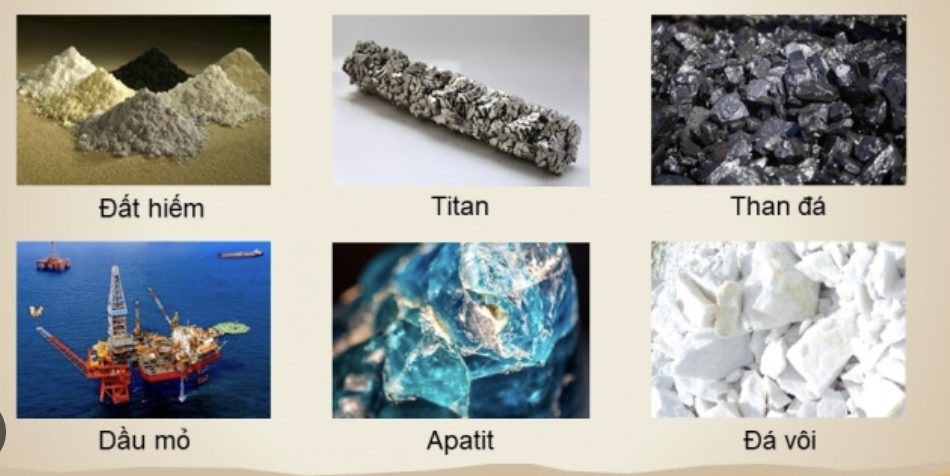 Đất hiếm
Titan
Than đá
Dầu mỏ
Apatit
Đá vôi